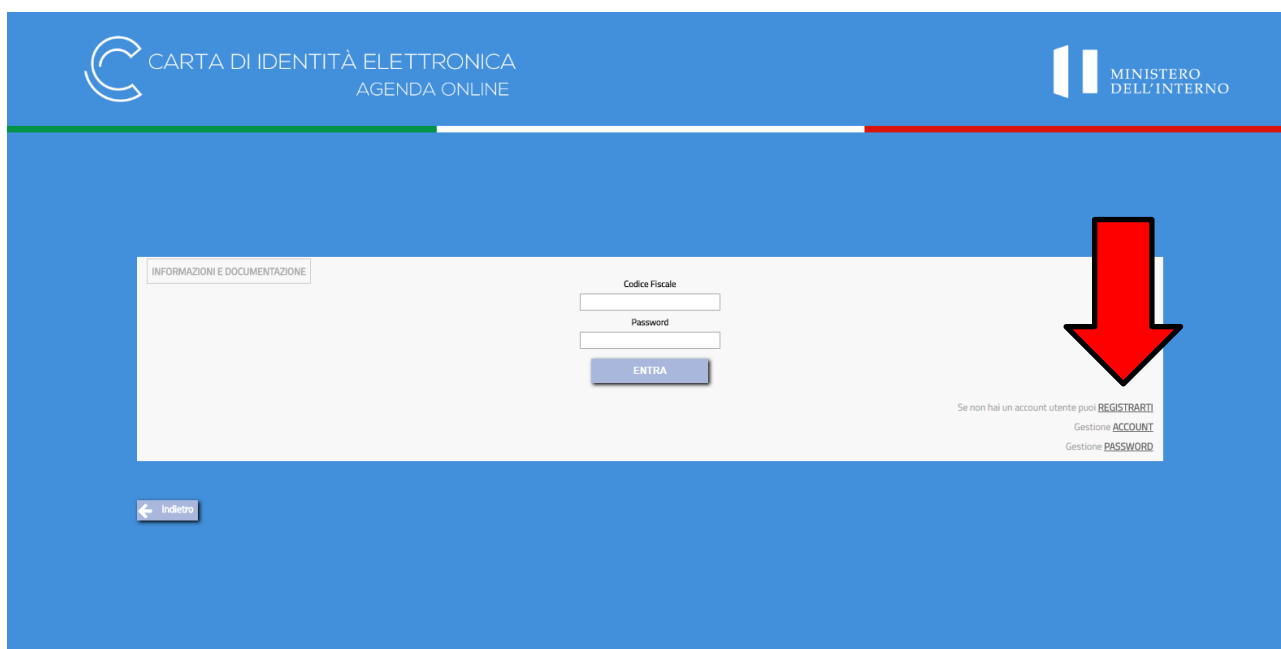 CARTA DI IDENTITÀ ELETTRONICA
AGENDA ONLINE
MINISTERO
DELL'INTERNO
INFORMAZIONI E DOCUMENTAZIONE
Codice Fiscale
Password
ENTRA
Se non hai un account utente puoi REGISTRARTI
Gestione ACCOUNT
Gestione PASSWORD
Indietro